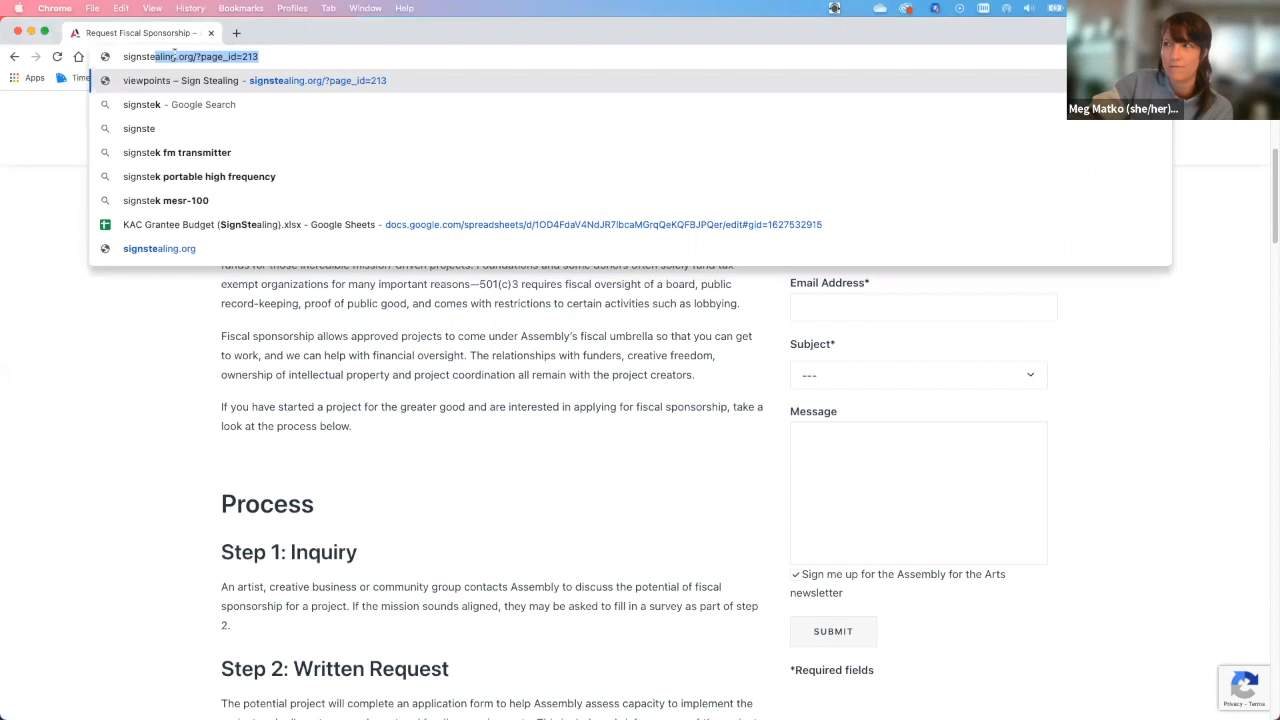 Chrome File Edit View History Bookmarks Profiles Tab Window Help
Request Fiscal Sponsorship –
signstealing.org/?page_id=213
Apps Time
viewpoints – Sign Stealing - signstealing.org/?page_id=213
signstek - Google Search
signste
signstek fm transmitter
signstek portable high frequency
signstek mesr-100
KAC Grantee Budget (SignStealing).xlsx - Google Sheets - docs.google.com/spreadsheets/d/1OD4FdaV4NdJR7lbcaMGrqQeKQFBJPQer/edit#gid=1627532915
signstealing.org
Meg Matko (she/her)...
funds for those incredible mission-driven projects. Foundations and some donors often solely fund tax-
exempt organizations for many important reasons—501(c)3 requires fiscal oversight of a board, public
record-keeping, proof of public good, and comes with restrictions to certain activities such as lobbying.
Fiscal sponsorship allows approved projects to come under Assembly's fiscal umbrella so that you can get
to work, and we can help with financial oversight. The relationships with funders, creative freedom,
ownership of intellectual property and project coordination all remain with the project creators.
If you have started a project for the greater good and are interested in applying for fiscal sponsorship, take a
look at the process below.
Process
Step 1: Inquiry
An artist, creative business or community group contacts Assembly to discuss the potential of fiscal
sponsorship for a project. If the mission sounds aligned, they may be asked to fill in a survey as part of step
2.
Step 2: Written Request
The potential project will complete an application form to help Assembly assess capacity to implement the
Email Address*
Subject*
---
Message
Sign me up for the Assembly for the Arts
newsletter
SUBMIT
*Required fields
Privacy - Terms